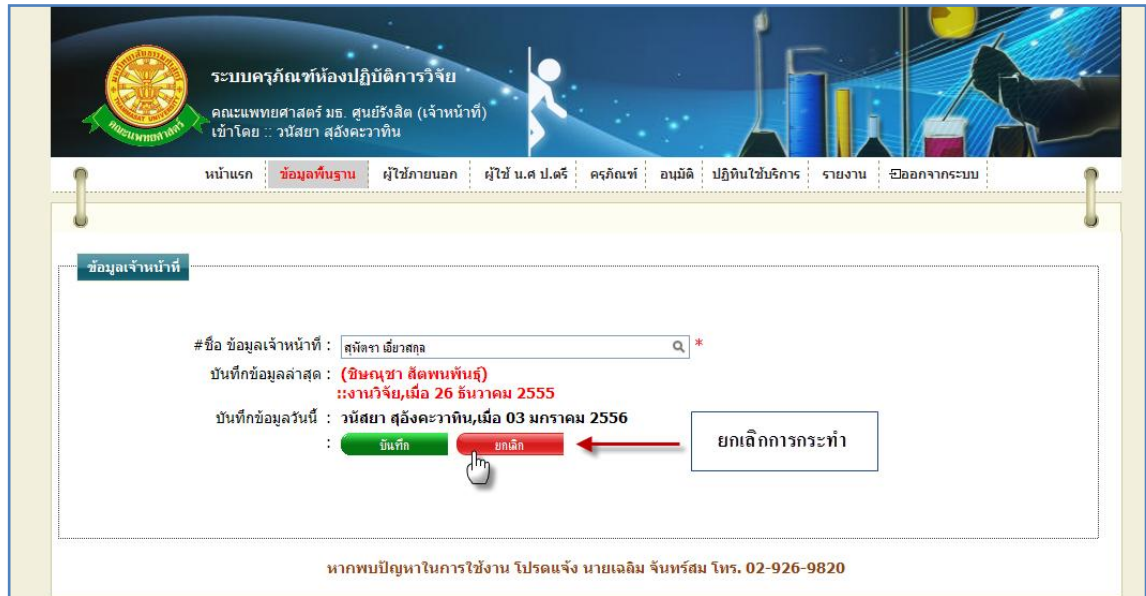 ระบบครุภัณฑ์ห้องปฏิบัติการวิจัย
คณะแพทยศาสตร์ มธ. ศูนย์รังสิต (เจ้าหน้าที่)
เข้าโดย :: วนัสยา สุอังคะวาทิน
คณะแพทยศาสตร์
หน้าแรก ข้อมูลพื้นฐาน ผู้ใช้ภายนอก ผู้ใช้ น.ศ ป.ตรี ครุภัณฑ์ อนุมัติ ปฏิทินใช้บริการ รายงาน ออกจากระบบ
ข้อมูลเจ้าหน้าที่
#ชื่อ ข้อมูลเจ้าหน้าที่ : สุพัตรา เอี่ยวสกุล *
บันทึกข้อมูลล่าสุด : (ชิษณุชา สัตพนพันธุ์)
::งานวิจัย,เมื่อ 26 ธันวาคม 2555
บันทึกข้อมูลวันนี้ : วนัสยา สุอังคะวาทิน,เมื่อ 03 มกราคม 2556
: บันทึก ยกเลิก
ยกเลิกการกระทำ
หากพบปัญหาในการใช้งาน โปรดแจ้ง นายเฉลิม จันทร์สม โทร. 02-926-9820